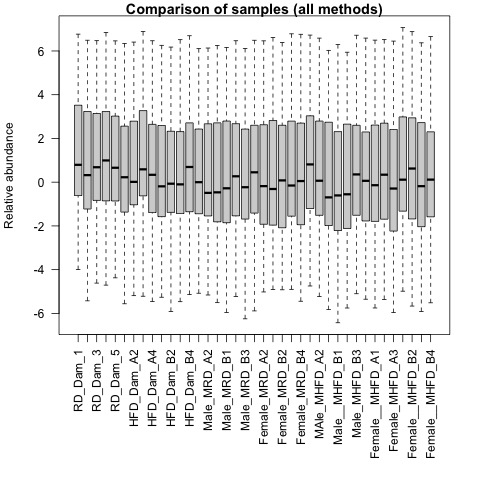 Comparison of samples (all methods)
Relative abundance
6
4
2
0
-2
-4
-6
RD_Dam_1
RD_Dam_3
RD_Dam_5
HFD_Dam_A2
HFD_Dam_A4
HFD_Dam_B2
HFD_Dam_B4
Male_MRD_A2
Male_MRD_B1
Male_MRD_B3
Female_MRD_A2
Female_MRD_B2
Female_MRD_B4
MAle_MHFD_A2
Male__MHFD_B1
Male__MHFD_B3
Female__MHFD_A1
Female__MHFD_A3
Female__MHFD_B2
Female__MHFD_B4